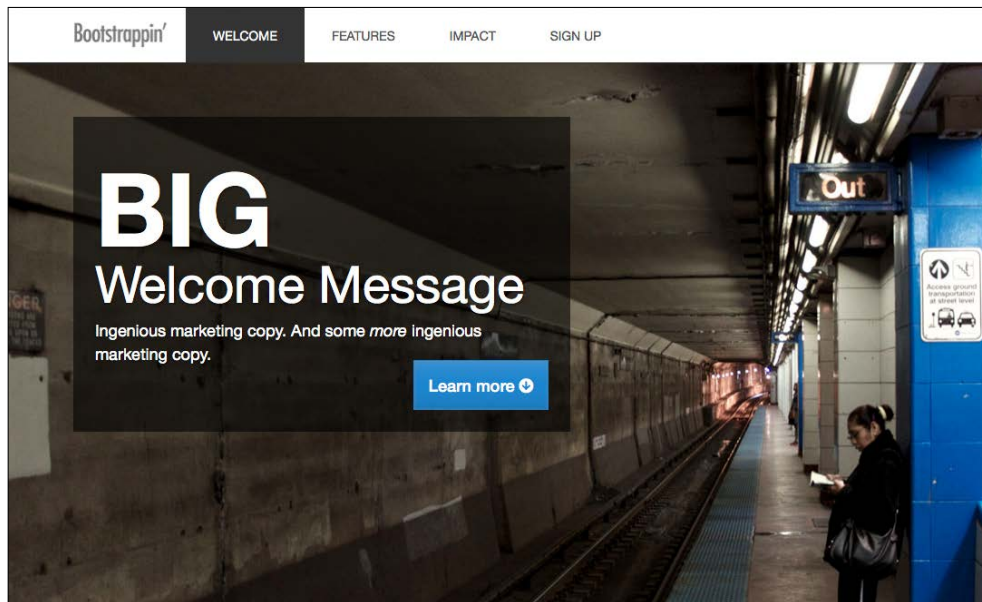 Bootstrappin’ WELCOME FEATURES IMPACT SIGN UP
BIG
Welcome Message
Ingenious marketing copy. And some more ingenious
marketing copy.
Learn more
Out
Access ground
transportation
at street level